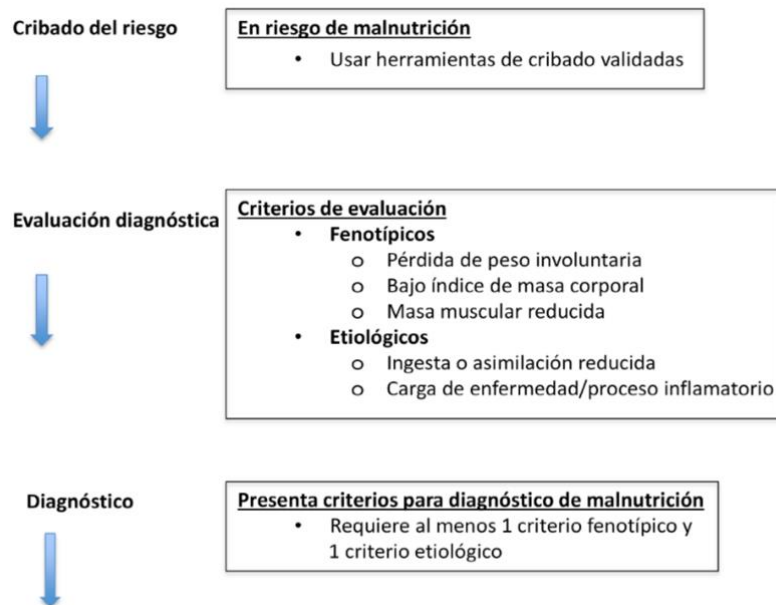 Cribado del riesgo
En riesgo de malnutrición
• Usar herramientas de cribado validadas
Evaluación diagnóstica
Criterios de evaluación
• Fenotípicos
o Pérdida de peso involuntaria
o Bajo índice de masa corporal
o Masa muscular reducida
• Etiológicos
o Ingesta o asimilación reducida
o Carga de enfermedad/proceso inflamatorio
Diagnóstico
Presenta criterios para diagnóstico de malnutrición
• Requiere al menos 1 criterio fenotípico y
1 criterio etiológico